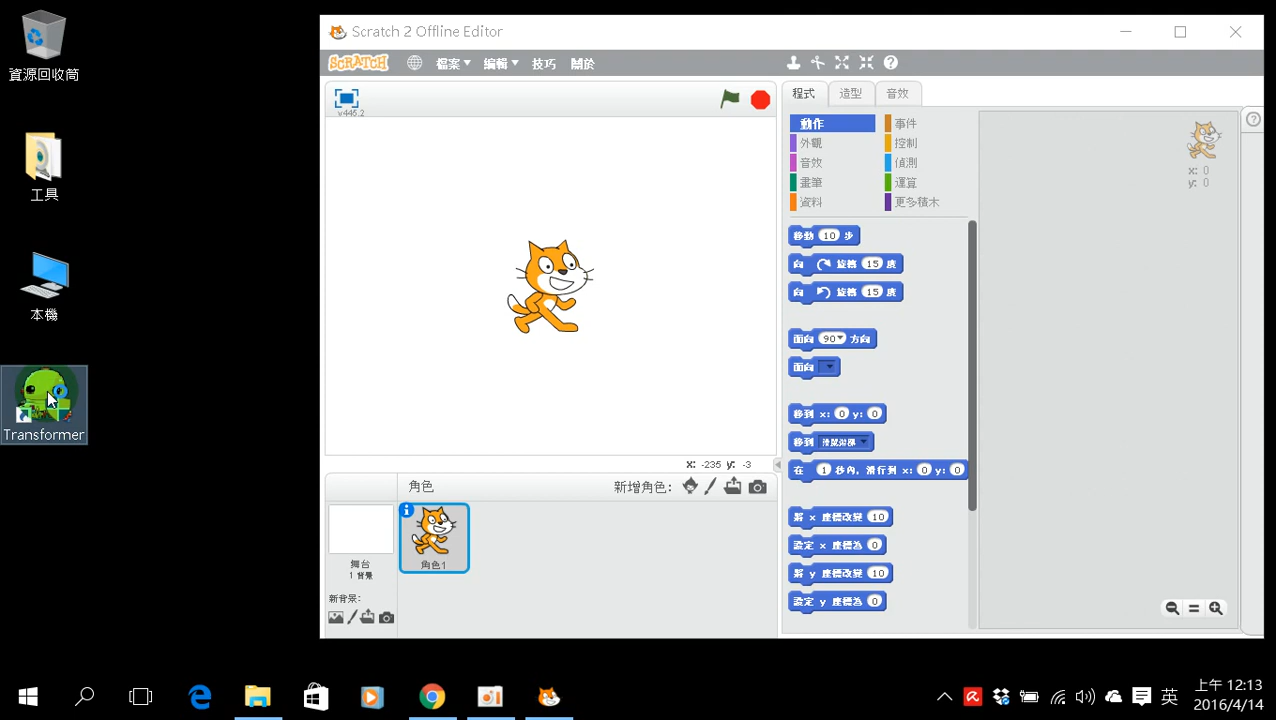 資源回收筒
工具
本機
Transformer
Scratch 2 Offline Editor
SCRATCH
檔案
編輯
技巧
關於
v446.2
x: -235 y: -3
角色
新增角色:
角色1
舞台
1 背景
新背景:
程式
造型
音效
動作
事件
外觀
控制
音效
偵測
畫筆
運算
資料
更多積木
移動 10 步
向 旋轉 15 度
向 旋轉 15 度
面向 90 方向
面向
移到 x: 0 y: 0
移到 滑鼠游標
在 1 秒內, 滑行到 x: 0 y: 0
將 x 座標改變 10
設定 x 座標為 0
將 y 座標改變 10
設定 y 座標為 0
x: 0
y: 0
英
上午 12:13
2016/4/14